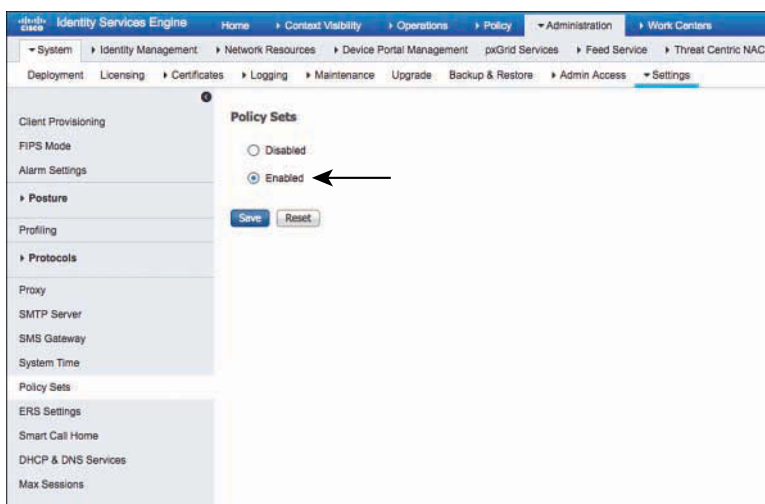 cisco Identity Services Engine Home Context Visibility Operations Policy Administration Work Centers
System Identity Management Network Resources Device Portal Management pxGrid Services Feed Service Threat Centric NAC
Deployment Licensing Certificates Logging Maintenance Upgrade Backup & Restore Admin Access Settings
Policy Sets
Disabled
Enabled
Save Reset
Client Provisioning
FIPS Mode
Alarm Settings
Posture
Profiling
Protocols
Proxy
SMTP Server
SMS Gateway
System Time
Policy Sets
ERS Settings
Smart Call Home
DHCP & DNS Services
Max Sessions